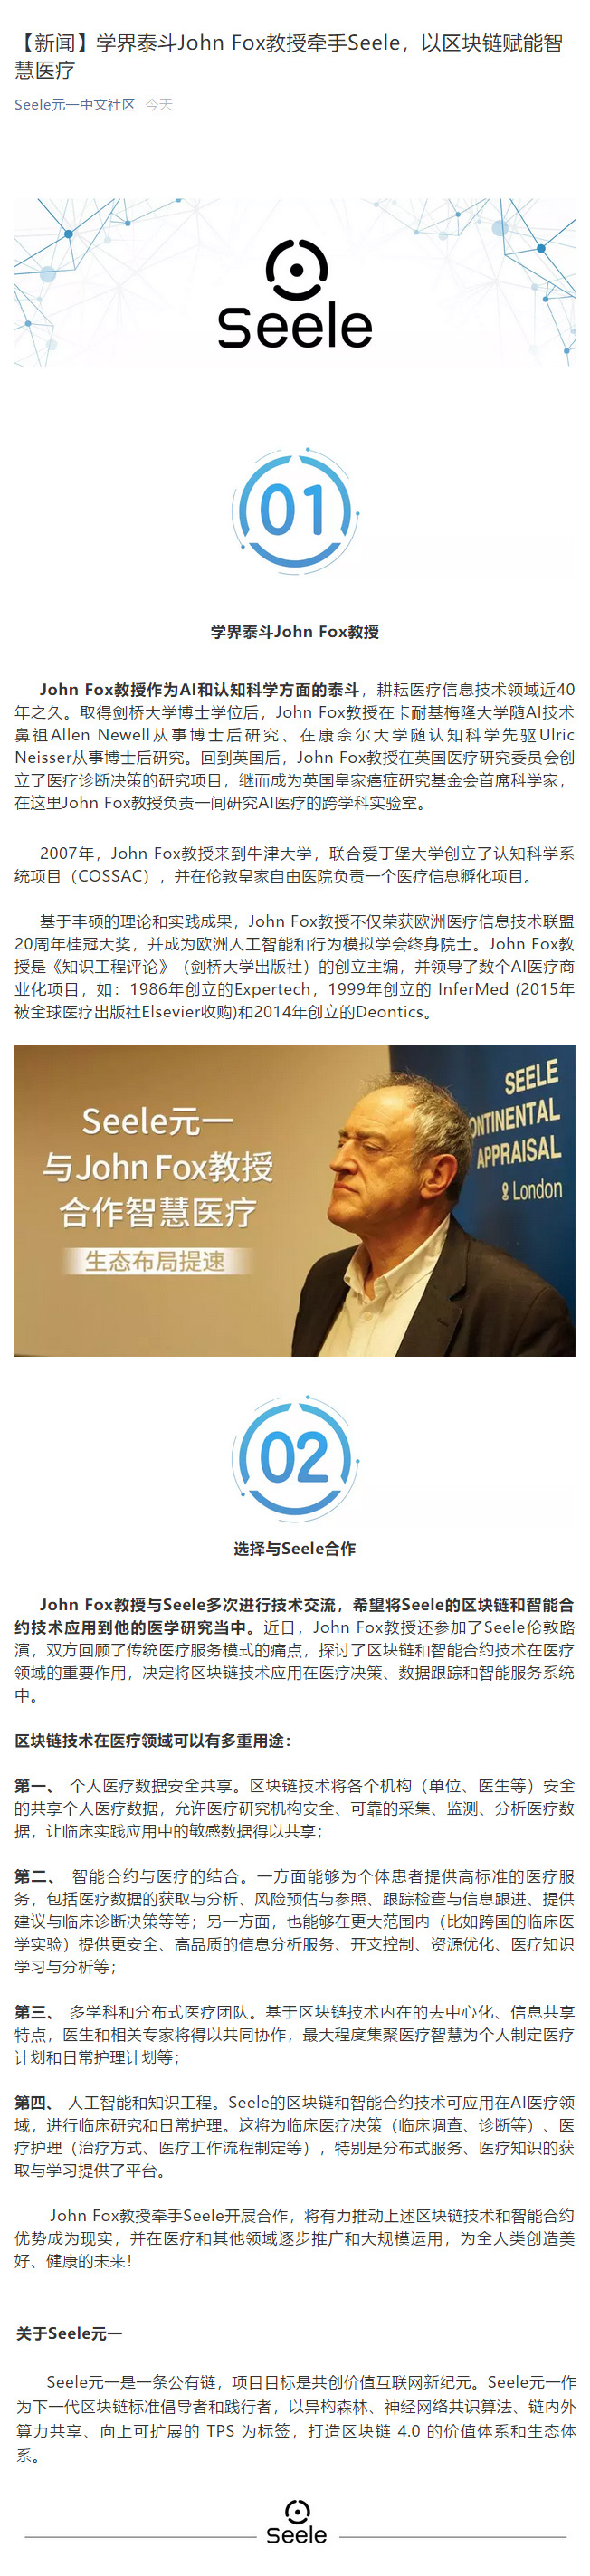 【新闻】学界泰斗John Fox教授牵手Seele，以区块链赋能智
慧医疗
Seele元一中文社区 今天
Seele
01
学界泰斗John Fox教授
John Fox教授作为AI和认知科学方面的泰斗，耕耘医疗信息技术领域近40
年之久。取得剑桥大学博士学位后，John Fox教授在卡耐基梅隆大学随AI技术
鼻祖Allen Newell从事博士后研究、在康奈尔大学随认知科学先驱Ulric
Neisser从事博士后研究。回到英国后，John Fox教授在英国医疗研究委员会创
立了医疗诊断决策的研究项目，继而成为英国皇家癌症研究基金会首席科学家，
在这里John Fox教授负责一间研究AI医疗的跨学科实验室。
2007年，John Fox教授来到牛津大学，联合爱丁堡大学创立了认知科学系
统项目（COSSAC），并在伦敦皇家自由医院负责一个医疗信息孵化项目。
基于丰硕的理论和实践成果，John Fox教授不仅荣获欧洲医疗信息技术联盟
20周年桂冠大奖，并成为欧洲人工智能和行为模拟学会终身院士。John Fox教
授是《知识工程评论》（剑桥大学出版社）的创立主编，并领导了数个AI医疗商
业化项目，如：1986年创立的Expertech，1999年创立的 InferMed (2015年
被全球医疗出版社Elsevier收购)和2014年创立的Deontics。
Seele元一
与John Fox教授
合作智慧医疗
生态布局提速
SEELE
ONTINENTAL
APPRAISAL
London
02
选择与Seele合作
John Fox教授与Seele多次进行技术交流，希望将Seele的区块链和智能合
约技术应用到他的医学研究当中。近日，John Fox教授还参加了Seele伦敦路
演，双方回顾了传统医疗服务模式的痛点，探讨了区块链和智能合约技术在医疗
领域的重要作用，决定将区块链技术应用在医疗决策、数据跟踪和智能服务系统
中。
区块链技术在医疗领域可以有多重用途：
第一、 个人医疗数据安全共享。区块链技术将各个机构（单位、医生等）安全
的共享个人医疗数据，允许医疗研究机构安全、可靠的采集、监测、分析医疗数
据，让临床实践应用中的敏感数据得以共享；
第二、 智能合约与医疗的结合。一方面能够为个体患者提供高标准的医疗服
务，包括医疗数据的获取与分析、风险预估与参照、跟踪检查与信息跟进、提供
建议与临床诊断决策等等；另一方面，也能够在更大范围内（比如跨国的临床医
学实验）提供更安全、高品质的信息分析服务、开支控制、资源优化、医疗知识
学习与分析等；
第三、 多学科和分布式医疗团队。基于区块链技术内在的去中心化、信息共享
特点，医生和相关专家将得以共同协作，最大程度集聚医疗智慧为个人制定医疗
计划和日常护理计划等；
第四、 人工智能和知识工程。Seele的区块链和智能合约技术可应用在AI医疗领
域，进行临床研究和日常护理。这将为临床医疗决策（临床调查、诊断等）、医
疗护理（治疗方式、医疗工作流程制定等），特别是分布式服务、医疗知识的获
取与学习提供了平台。
John Fox教授牵手Seele开展合作，将有力推动上述区块链技术和智能合约
优势成为现实，并在医疗和其他领域逐步推广和大规模运用，为全人类创造美
好、健康的未来！
关于Seele元一
Seele元一是一条公有链，项目目标是共创价值互联网新纪元。Seele元一作
为下一代区块链标准倡导者和践行者，以异构森林、神经网络共识算法、链内外
算力共享、向上可扩展的 TPS 为标签，打造区块链 4.0 的价值体系和生态体
系。
Seele